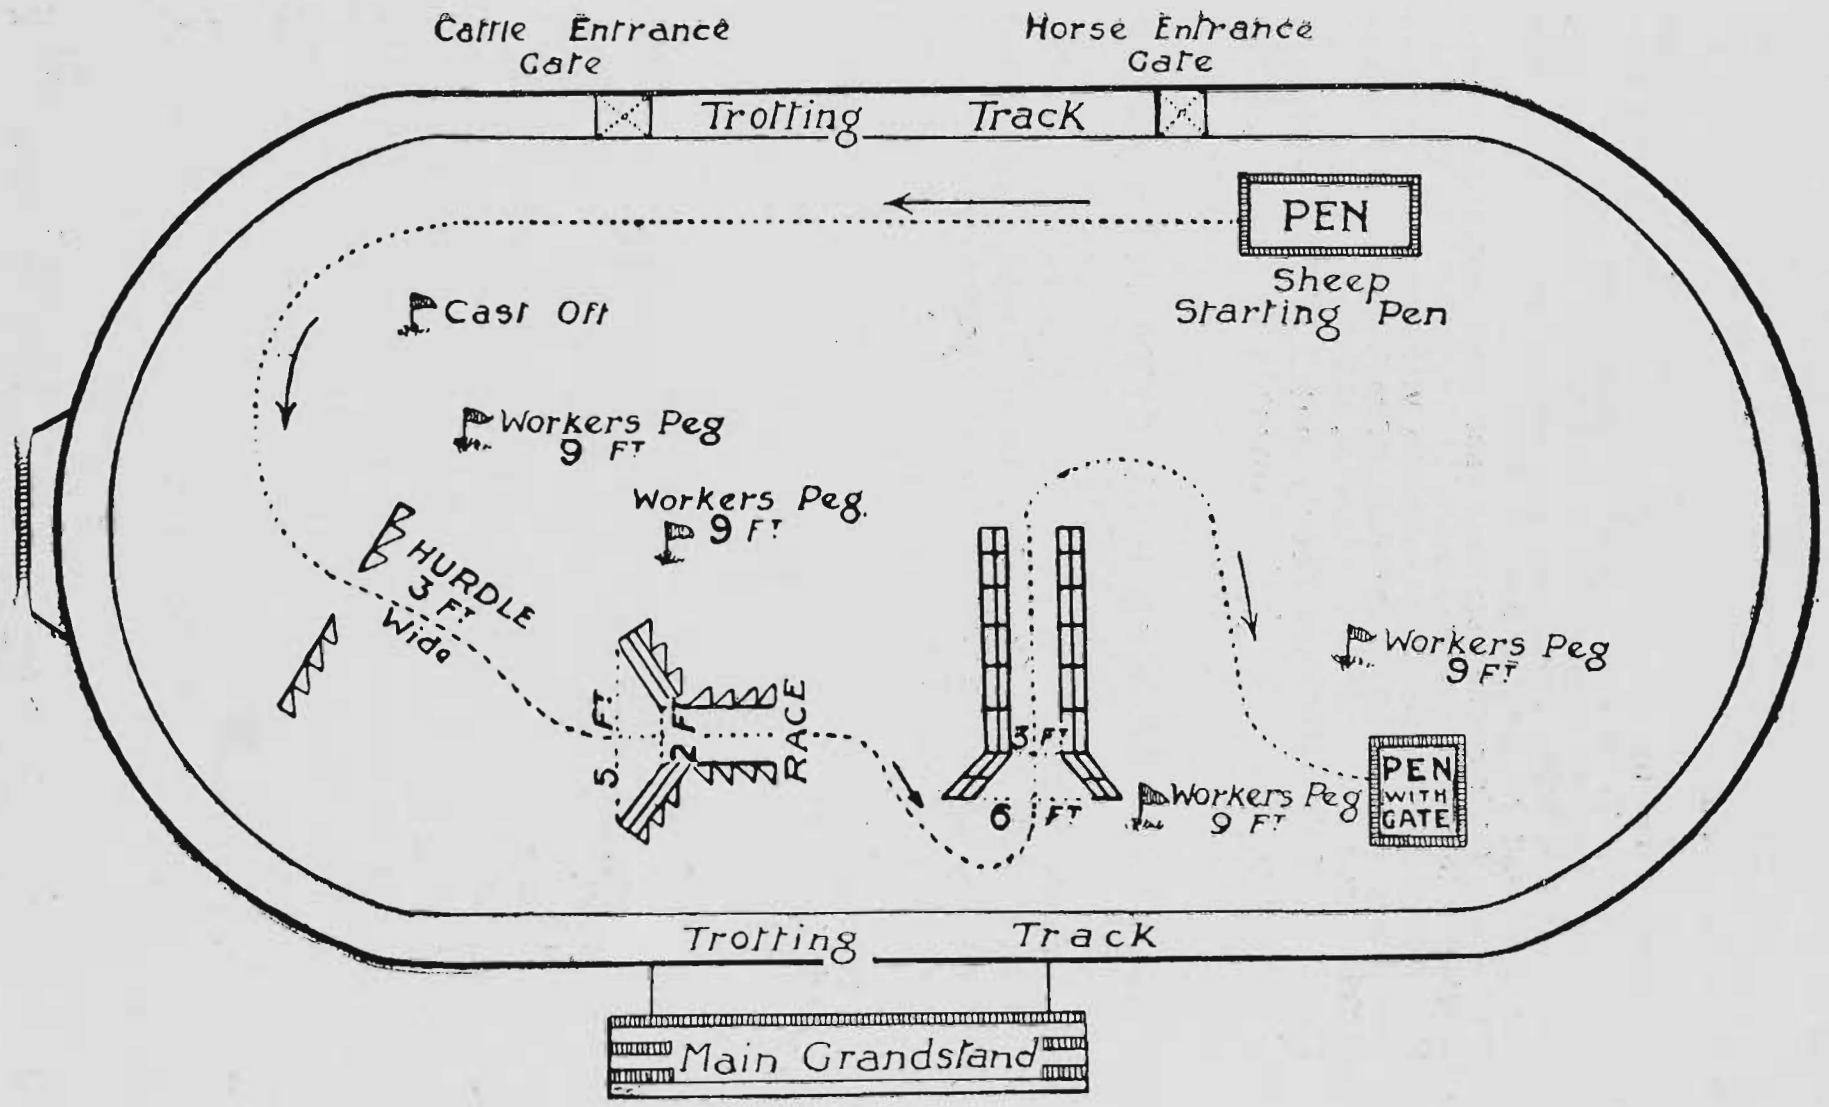 Cattle Entrance
Gate
Horse Entrance
Gate
Trotting Track
PEN
Sheep
Starting Pen
Cast Off
Workers Peg
9 FT
Workers Peg.
9 FT
HURDLE
3 FT
Wide
5 FT
2 F
RACE
3 FT
6 FT
Workers Peg
9 FT
Workers Peg
9 FT
PEN
WITH
GATE
Trotting Track
Main Grandstand